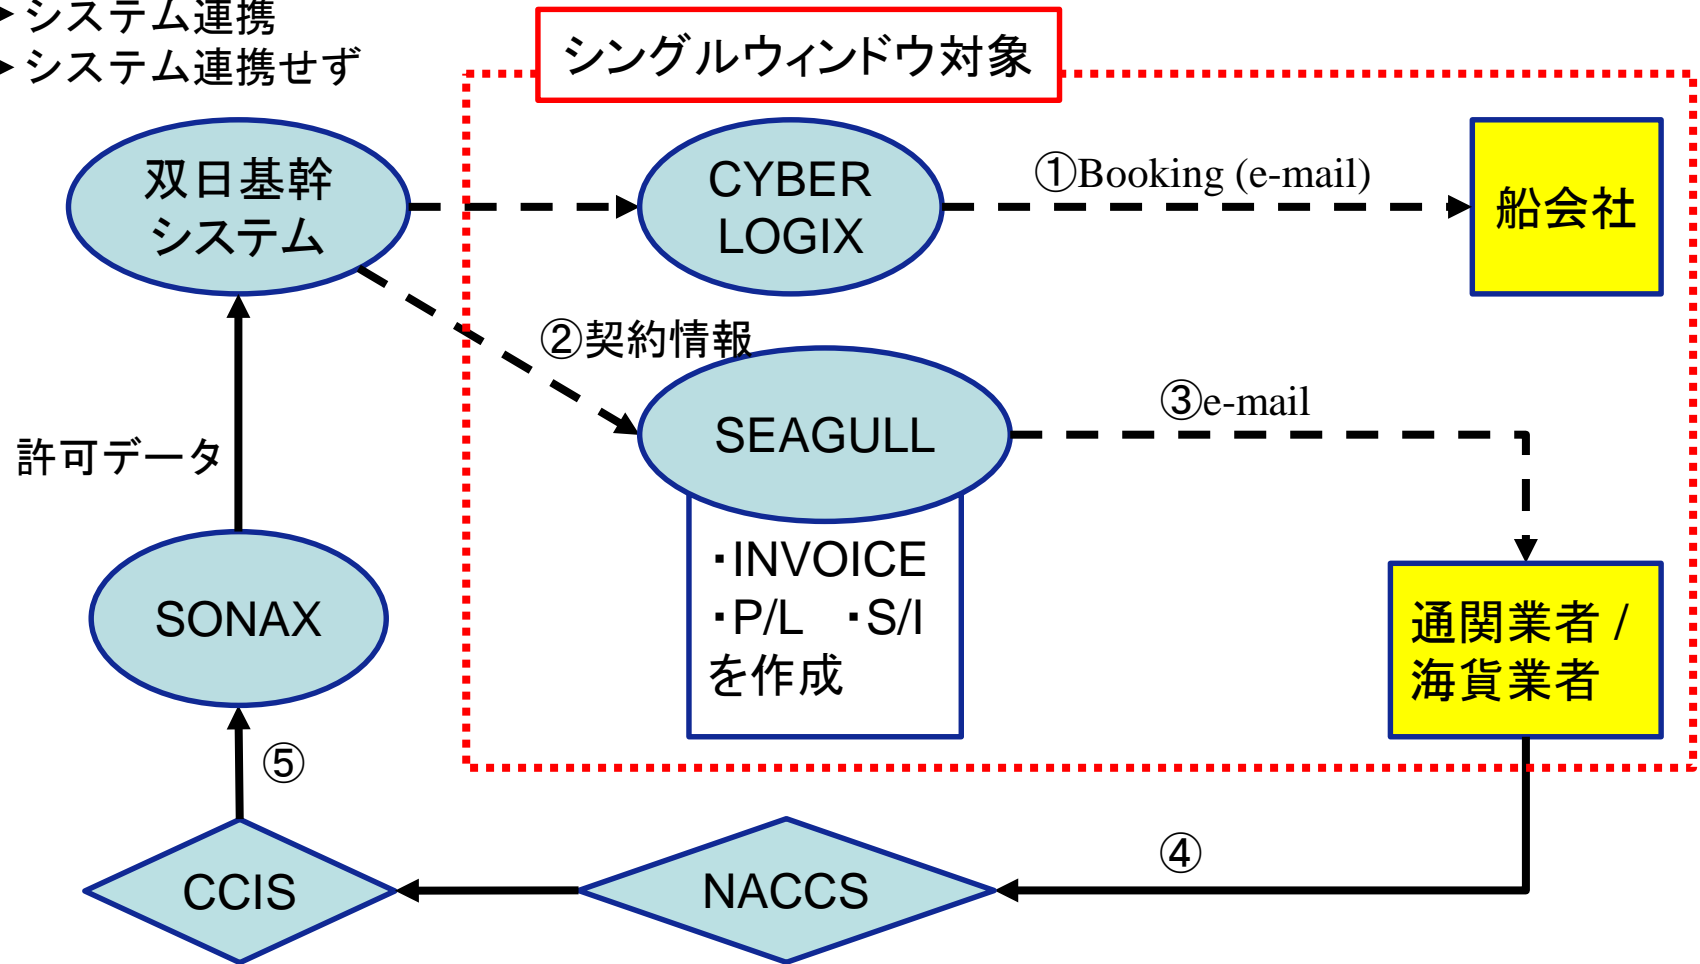 システム連携
システム連携せず
シングルウィンドウ対象
双日基幹
システム
CYBER
LOGIX
①Booking (e-mail)
船会社
②契約情報
SEAGULL
③e-mail
許可データ
・INVOICE
・P/L ・S/I
を作成
SONAX
通関業者 /
海貨業者
⑤
④
CCIS
NACCS